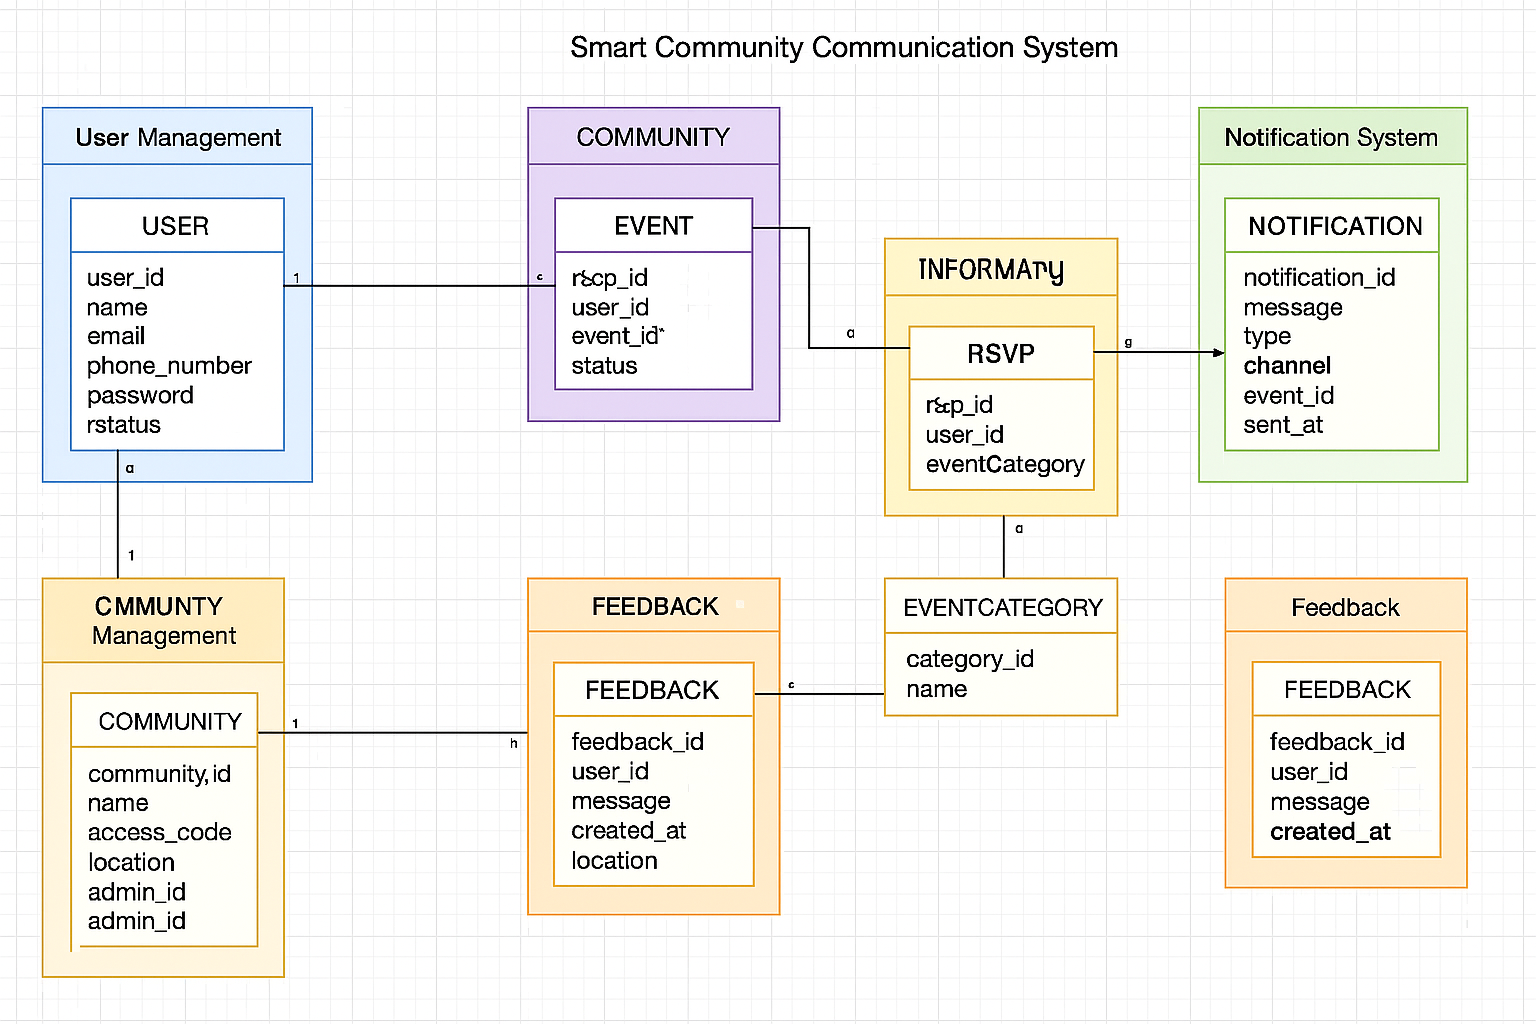 Smart Community Communication System
User Management
USER
user_id
name
email
phone_number
password
rstatus
1
c
COMMUNITY
EVENT
user_id
event_id*
status
a
INFORMATY
RSVP
user_id
eventCategory
g
Notification System
NOTIFICATION
notification_id
message
type
channel
event_id
sent_at
a
1
a
CMMUNTY
Management
COMMUNITY
community,id
name
access_code
location
admin_id
admin_id
1
h
FEEDBACK
FEEDBACK
feedback_id
user_id
message
created_at
location
c
EVENTCATEGORY
category_id
name
Feedback
FEEDBACK
feedback_id
user_id
message
created_at